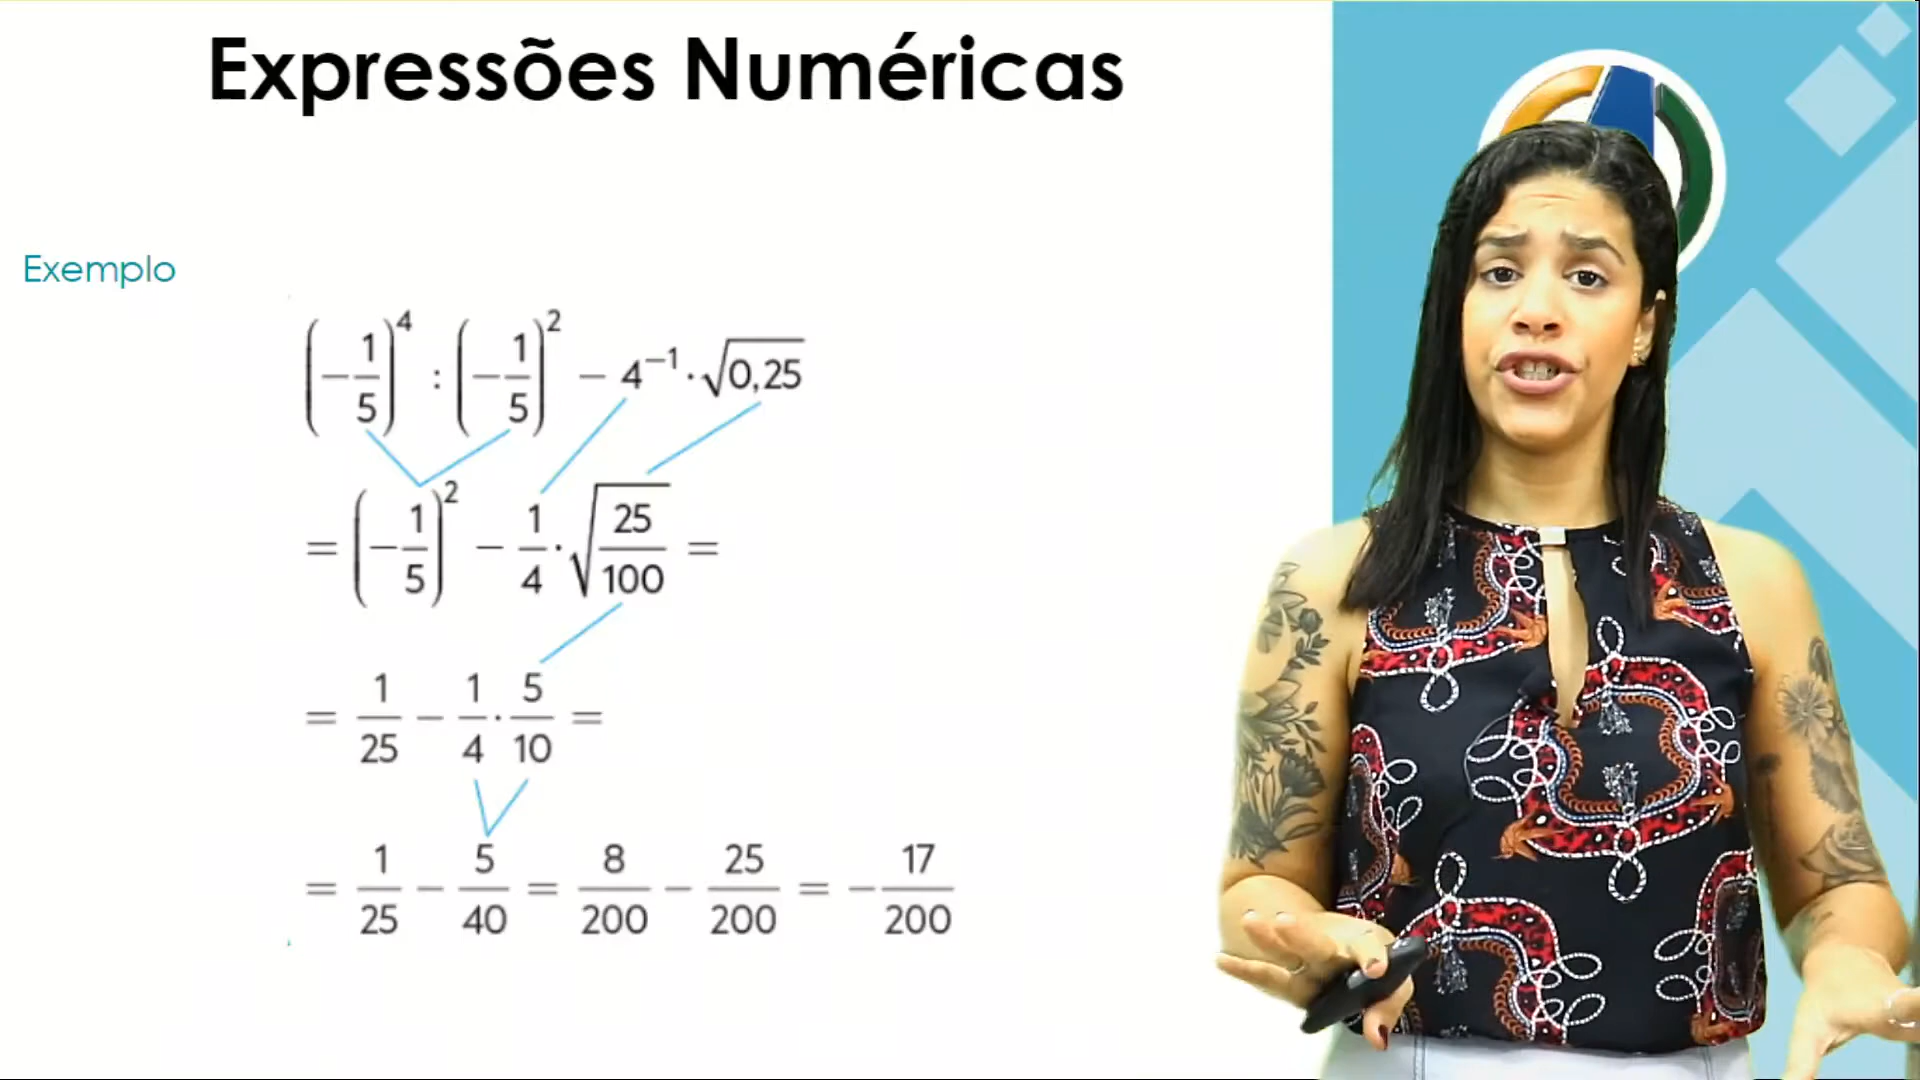 Expressões Numéricas
Exemplo
(-1/5)^4 : (-1/5)^2 - 4^-1 · √0,25
= (-1/5)^2 - 1/4 · √(25/100) =
= 1/25 - 1/4 · 5/10 =
= 1/25 - 5/40 = 8/200 - 25/200 = -17/200